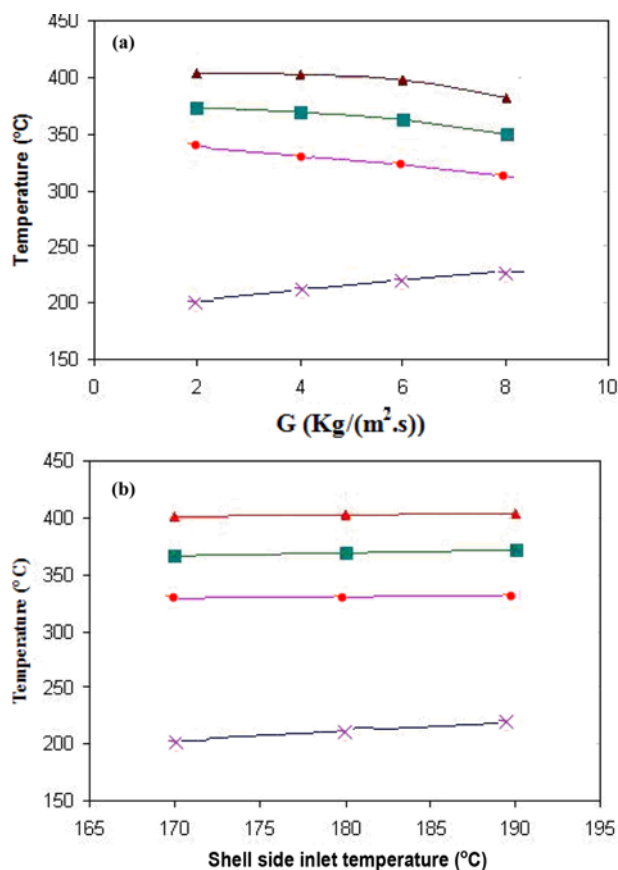 (a)
450
400
350
300
250
200
150
Temperature (°C)
0 2 4 6 8 10
G (Kg/(m².s))
(b)
450
400
350
300
250
200
150
Temperature (° C)
165 170 175 180 185 190 195
Shell side inlet temperature (°C)